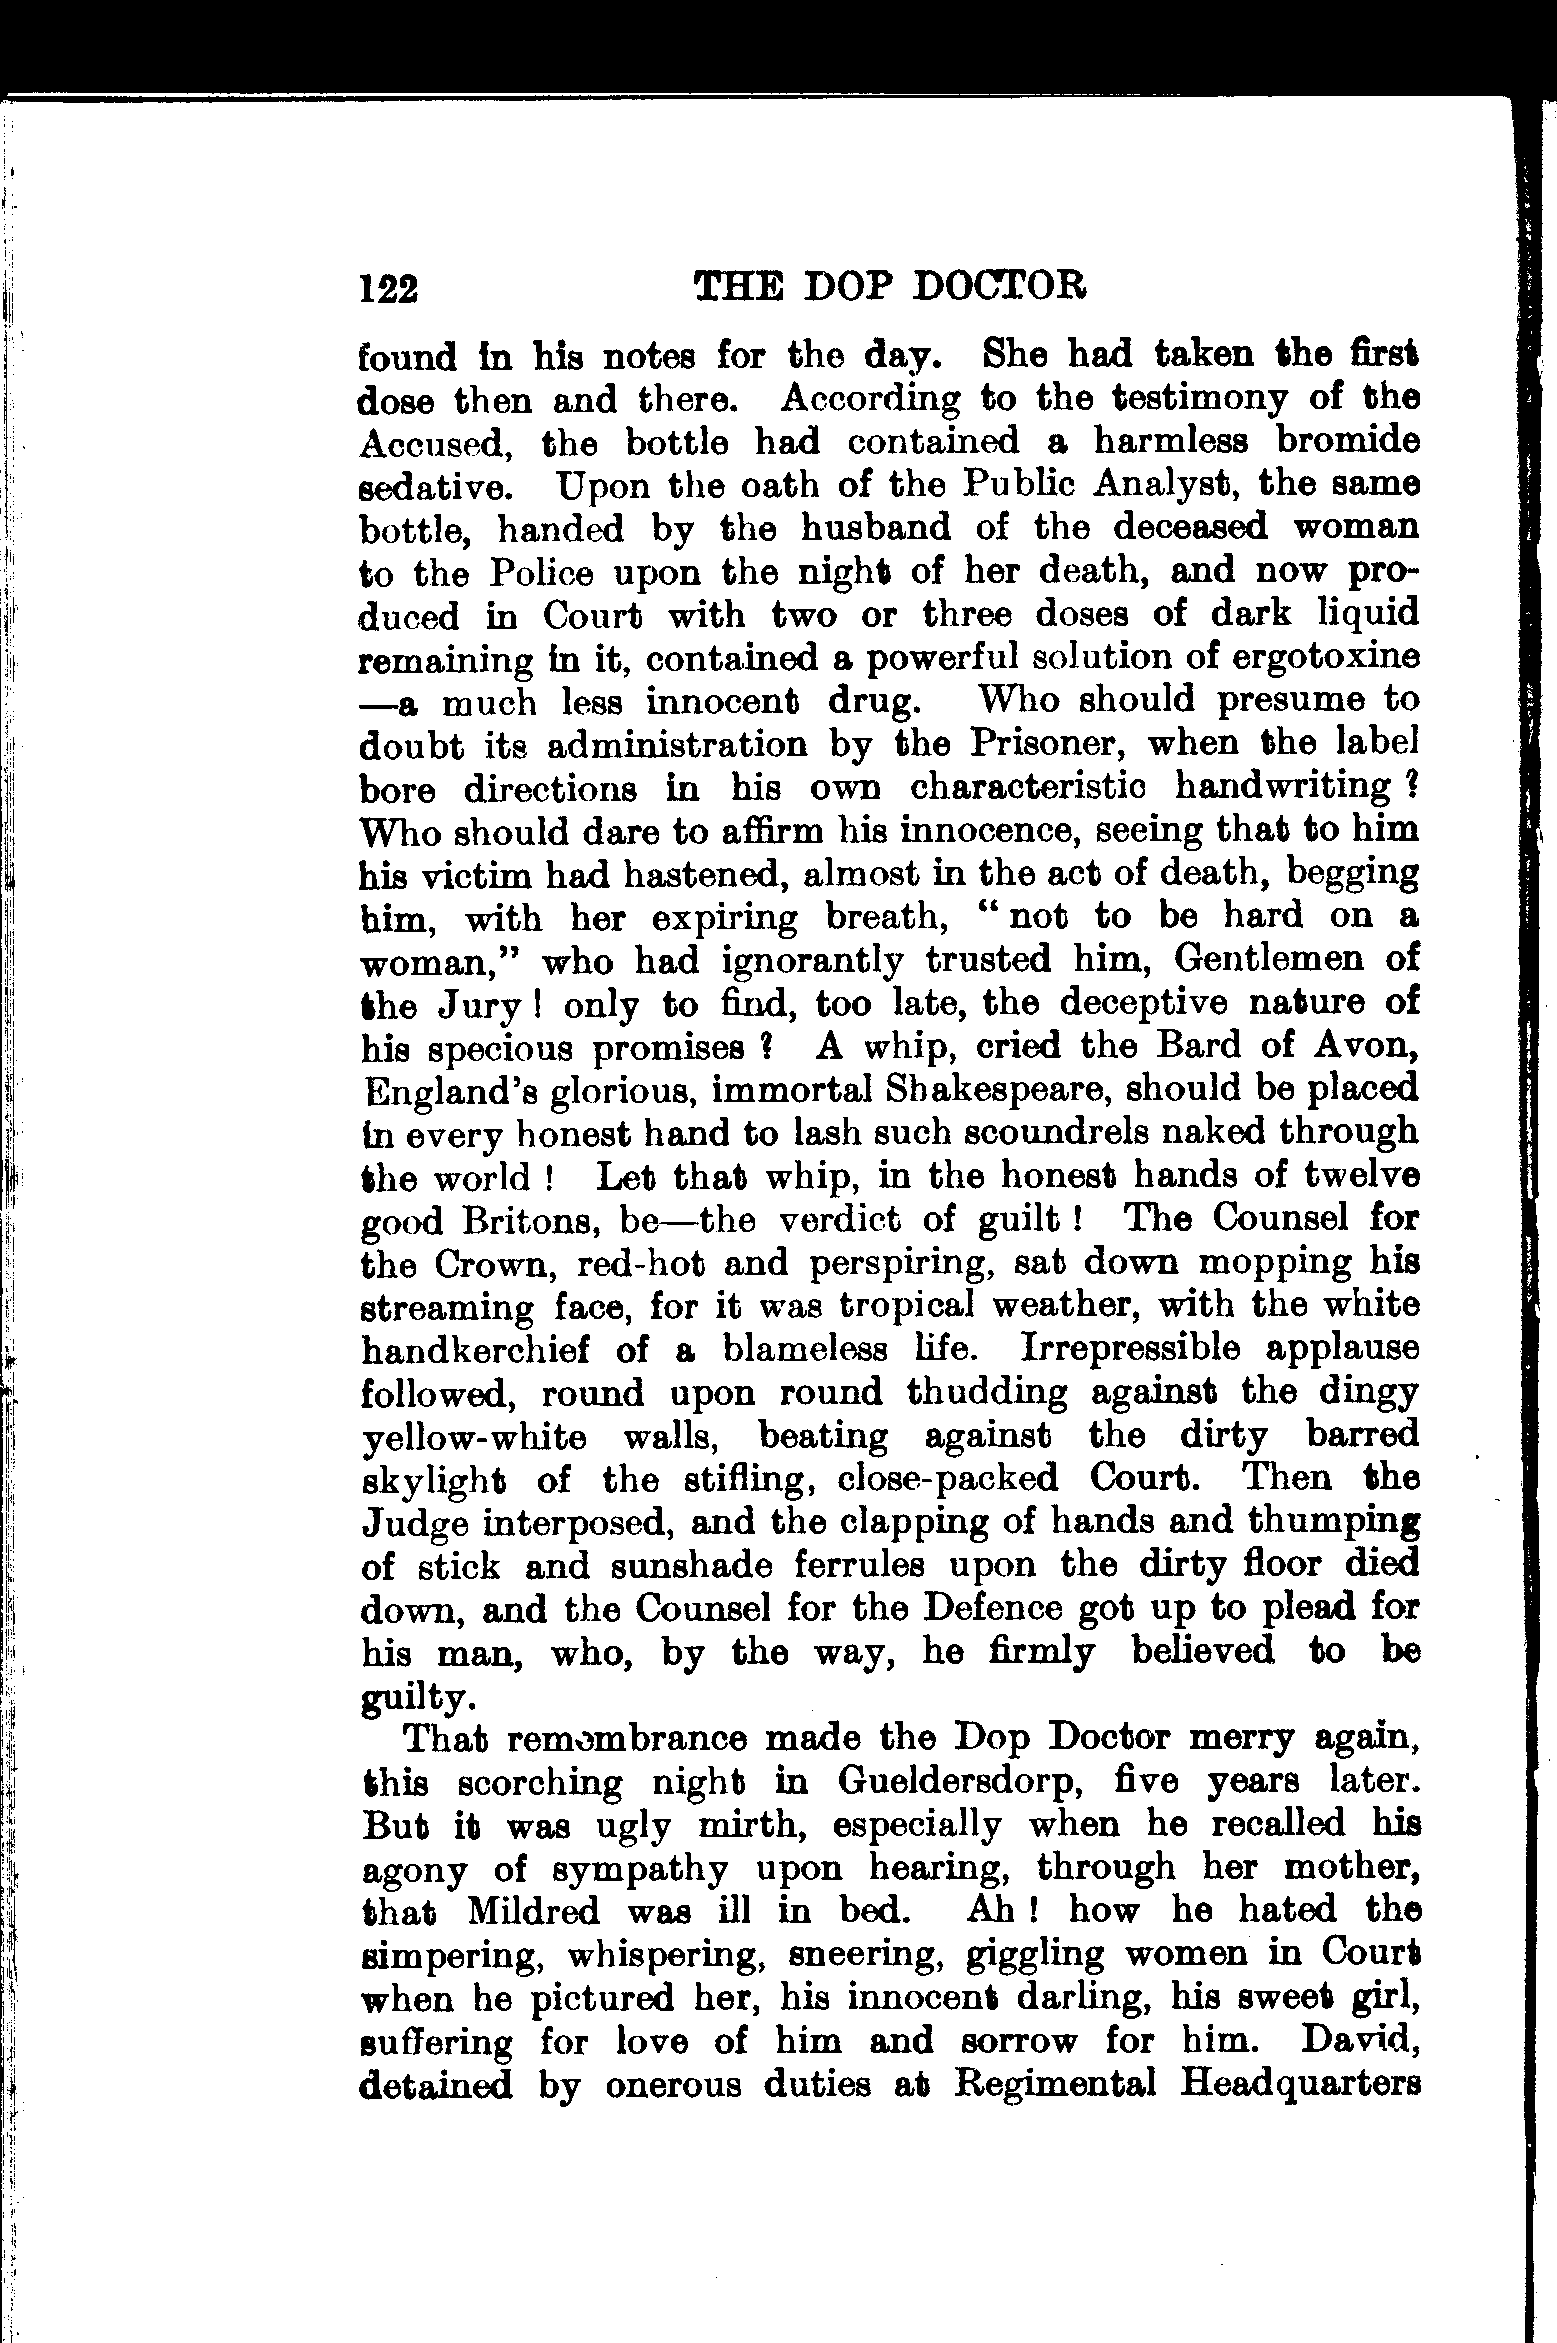 122 THE DOP DOCTOR
found in his notes for the day. She had taken the first
dose then and there. According to the testimony of the
Accused, the bottle had contained a harmless bromide
sedative. Upon the oath of the Public Analyst, the same
bottle, handed by the husband of the deceased woman
to the Police upon the night of her death, and now pro-
duced in Court with two or three doses of dark liquid
remaining in it, contained a powerful solution of ergotoxine
—a much less innocent drug. Who should presume to
doubt its administration by the Prisoner, when the label
bore directions in his own characteristic handwriting ?
Who should dare to affirm his innocence, seeing that to him
his victim had hastened, almost in the act of death, begging
him, with her expiring breath, “ not to be hard on a
woman,” who had ignorantly trusted him, Gentlemen of
the Jury ! only to find, too late, the deceptive nature of
his specious promises ? A whip, cried the Bard of Avon,
England's glorious, immortal Shakespeare, should be placed
in every honest hand to lash such scoundrels naked through
the world ! Let that whip, in the honest hands of twelve
good Britons, be—the verdict of guilt ! The Counsel for
the Crown, red-hot and perspiring, sat down mopping his
streaming face, for it was tropical weather, with the white
handkerchief of a blameless life. Irrepressible applause
followed, round upon round thudding against the dingy
yellow-white walls, beating against the dirty barred
skylight of the stifling, close-packed Court. Then the
Judge interposed, and the clapping of hands and thumping
of stick and sunshade ferrules upon the dirty floor died
down, and the Counsel for the Defence got up to plead for
his man, who, by the way, he firmly believed to be
guilty.
That remembrance made the Dop Doctor merry again,
this scorching night in Gueldersdorp, five years later.
But it was ugly mirth, especially when he recalled his
agony of sympathy upon hearing, through her mother,
that Mildred was ill in bed. Ah ! how he hated the
simpering, whispering, sneering, giggling women in Court
when he pictured her, his innocent darling, his sweet girl,
suffering for love of him and sorrow for him. David,
detained by onerous duties at Regimental Headquarters